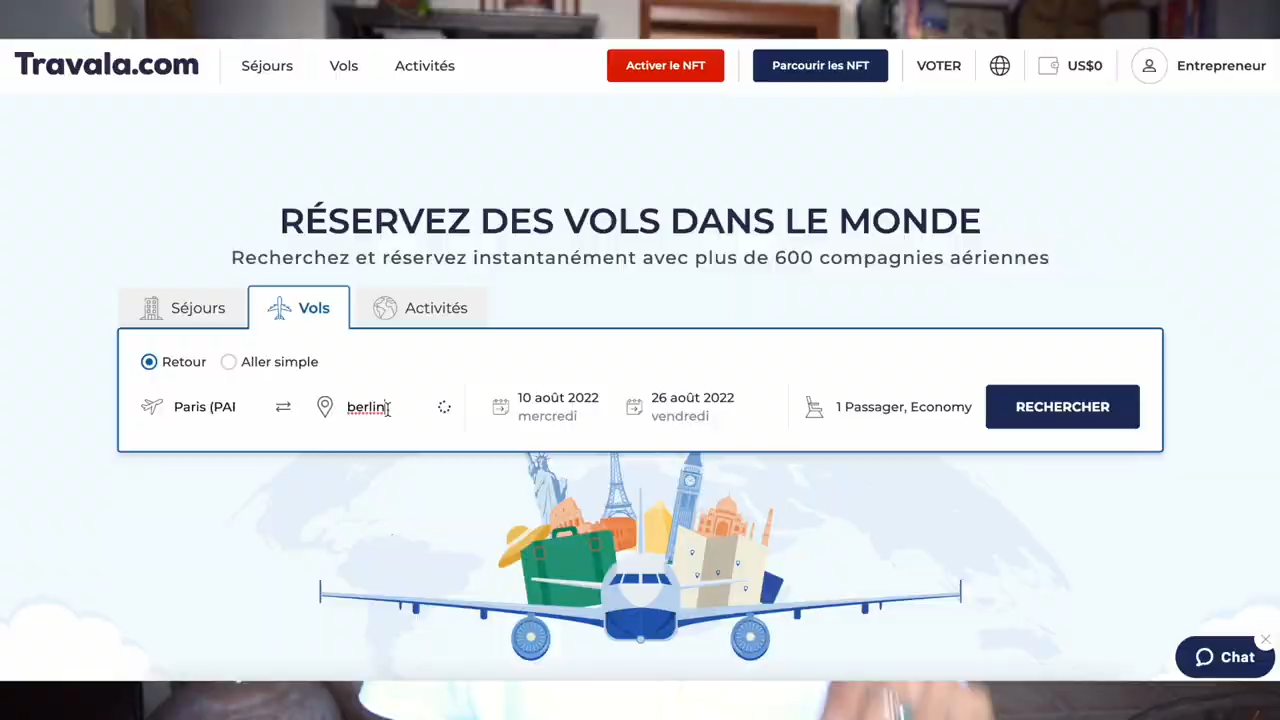 Travala.com Séjours Vols Activités Activer le NFT Parcourir les NFT VOTER US$0 Entrepreneur
RÉSERVEZ DES VOLS DANS LE MONDE
Recherchez et réservez instantanément avec plus de 600 compagnies aériennes
Séjours Vols Activités
Retour Aller simple
Paris (PAI berlin 10 août 2022 26 août 2022 1 Passager, Economy RECHERCHER
mercredi vendredi
Chat